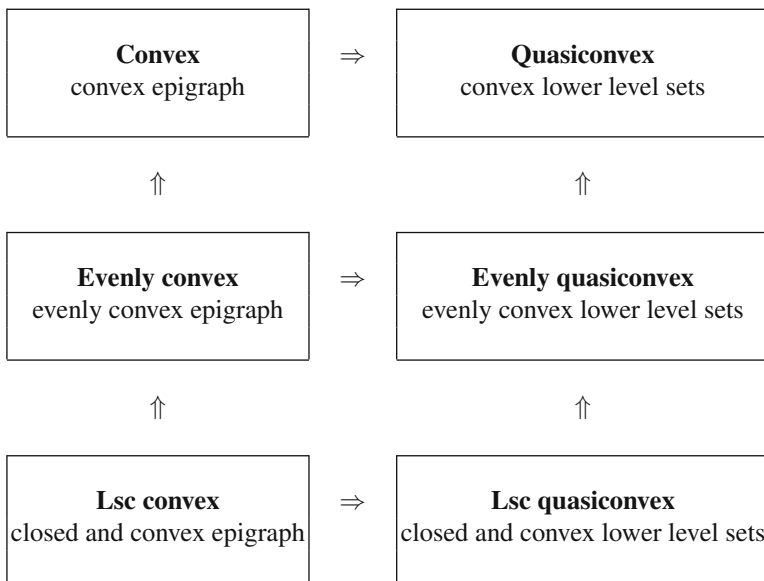 Convex ⇒ Quasiconvex
convex epigraph convex lower level sets
⇑ ⇑
Evenly convex ⇒ Evenly quasiconvex
evenly convex epigraph evenly convex lower level sets
⇑ ⇑
Lsc convex ⇒ Lsc quasiconvex
closed and convex epigraph closed and convex lower level sets